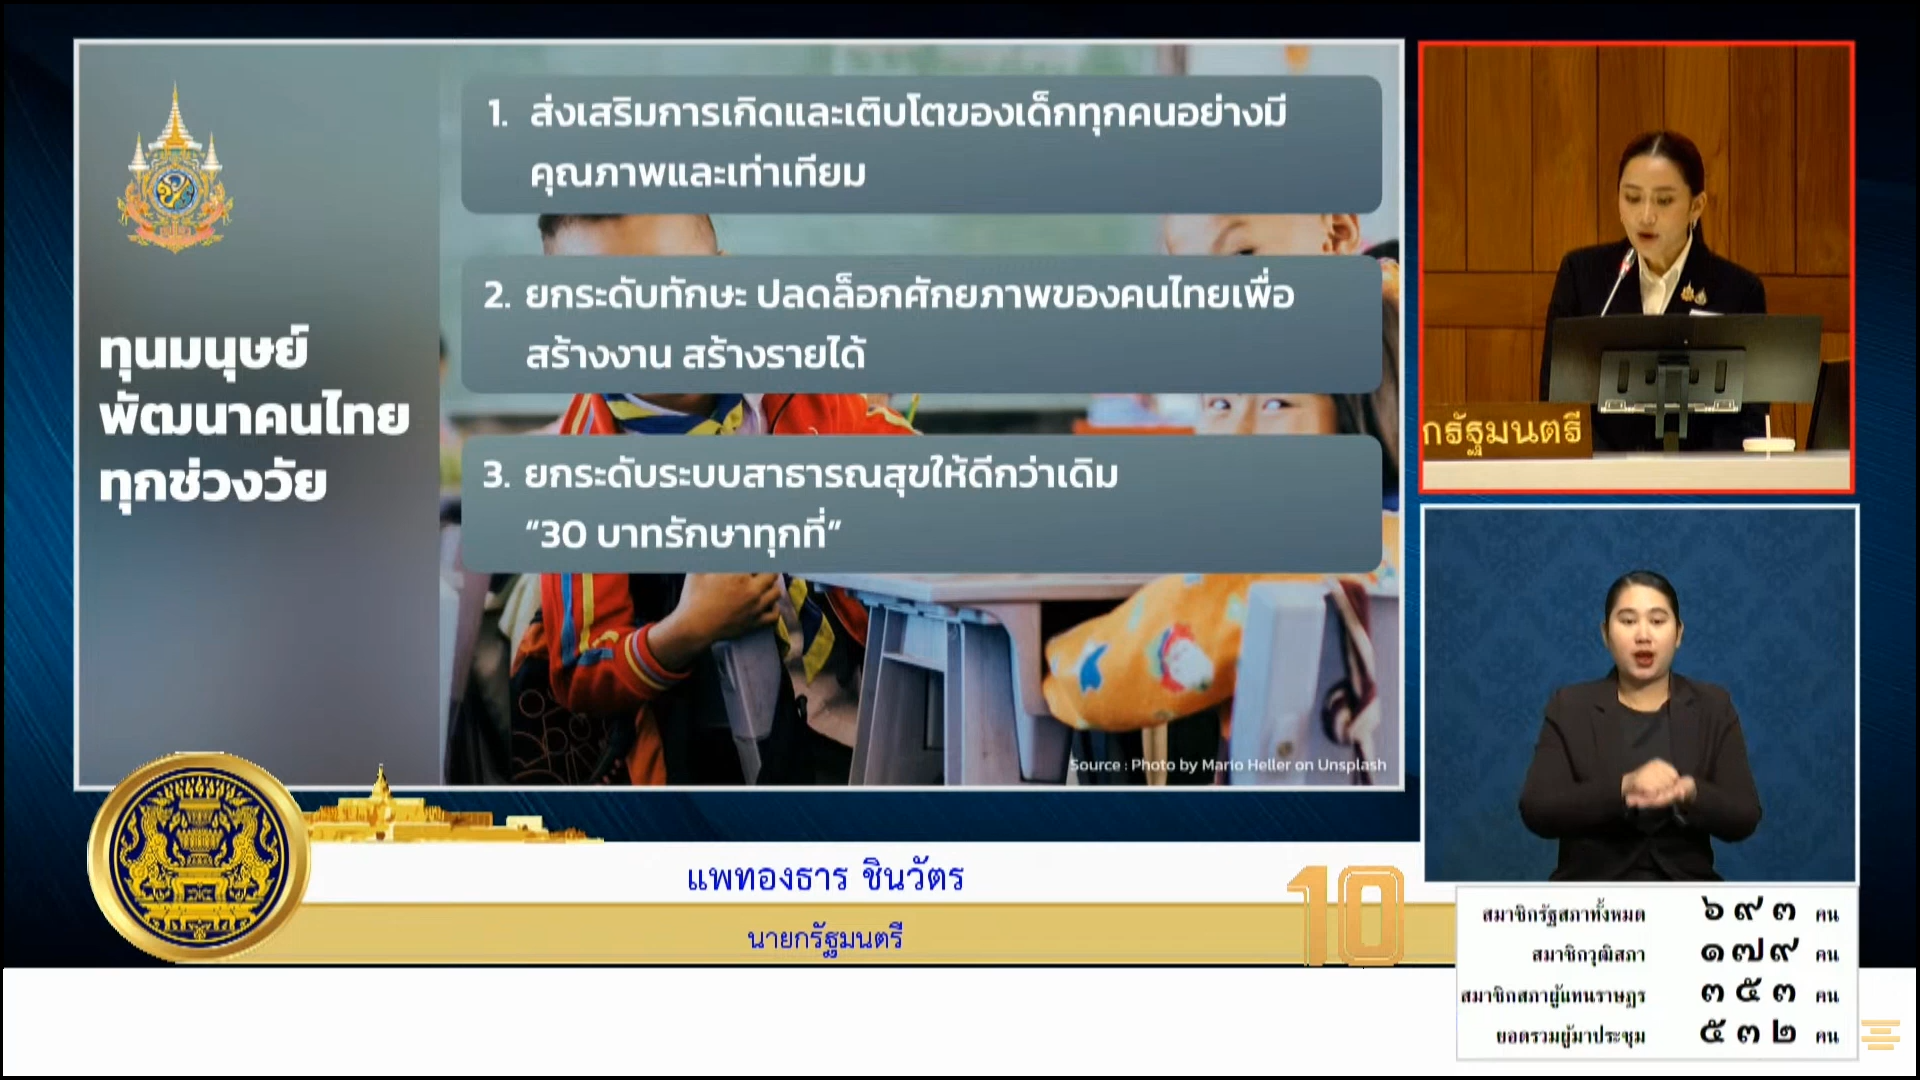 ทุนมนุษย์
พัฒนาคนไทย
ทุกช่วงวัย
1. ส่งเสริมการเกิดและเติบโตของเด็กทุกคนอย่างมี
คุณภาพและเท่าเทียม
2. ยกระดับทักษะ ปลดล็อกศักยภาพของคนไทยเพื่อ
สร้างงาน สร้างรายได้
3. ยกระดับระบบสาธารณสุขให้ดีกว่าเดิม
“30 บาทรักษาทุกที่”
Source : Photo by Mario Heller on Unsplash
กรัฐมนตรี
แพทองธาร ชินวัตร
นายกรัฐมนตรี
10
สมาชิกรัฐสภาทั้งหมด ๖๙๓ คน
สมาชิกวุฒิสภา ๑๗๙ คน
สมาชิกสภาผู้แทนราษฎร ๓๕๓ คน
ยอดรวมผู้มาประชุม ๕๓๒ คน